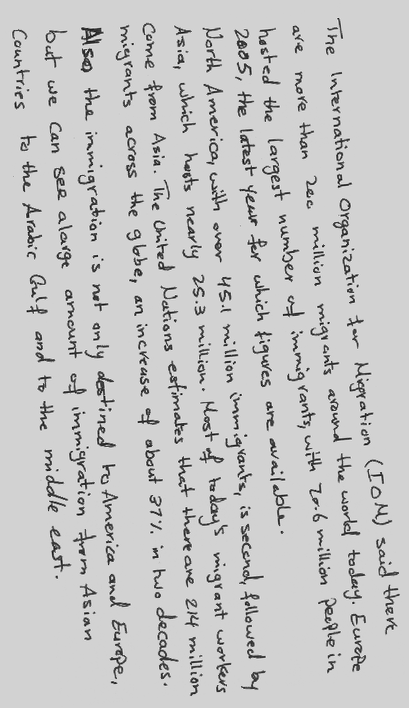 The International Organization for Migration (IOM) said there
are more than 200 million migrants around the world today. Europe
hosted the largest number of immigrants, with 70.6 million people in
2005, the latest year for which figures are available.
North America, with over 45.1 million immigrants, is second, followed by
Asia, which hosts nearly 25.3 million. Most of today's migrant workers
come from Asia. The United Nations estimates that there are 214 million
migrants across the globe, an increase of about 37% in two decades.
Also the immigration is not only destined to America and Europe,
but we can see alarge amount of immigration from Asian
Countries to the Arabic Gulf and to the middle east.